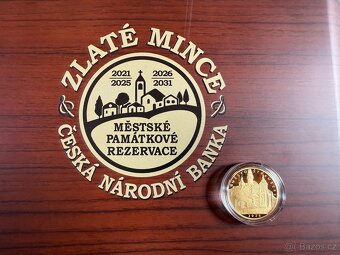 ZLATÉ MINCE
2021 2026
2025 2031
MĚSTSKÉ
PAMÁTKOVÉ
REZERVACE
ČESKÁ NÁRODNÍ BANKA